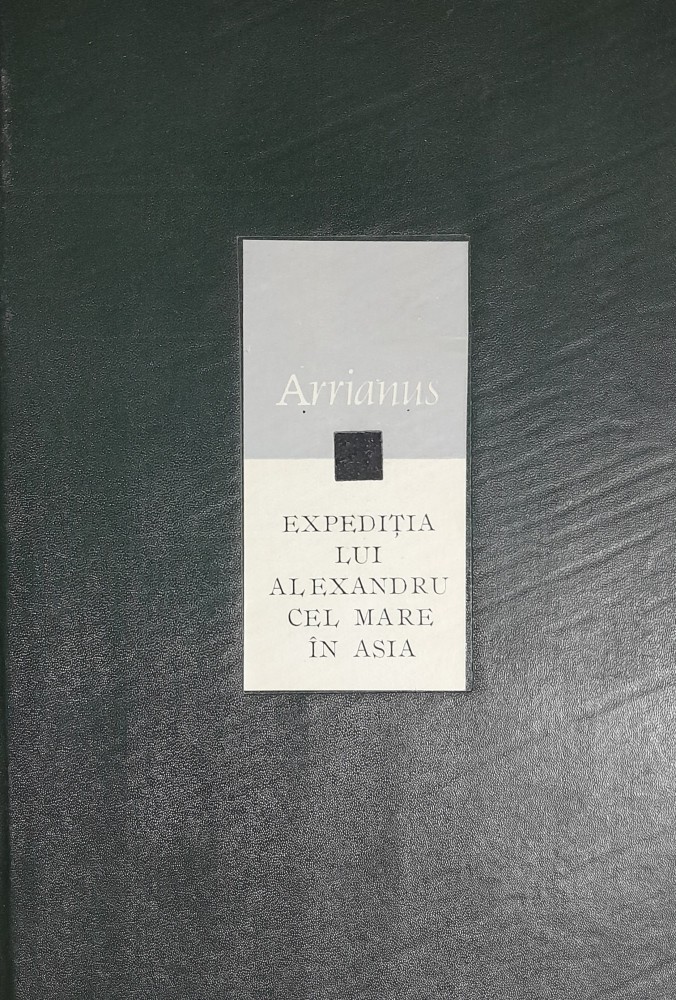 Arrianus
EXPEDIȚIA
LUI
ALEXANDRU
CEL MARE
ÎN ASIA